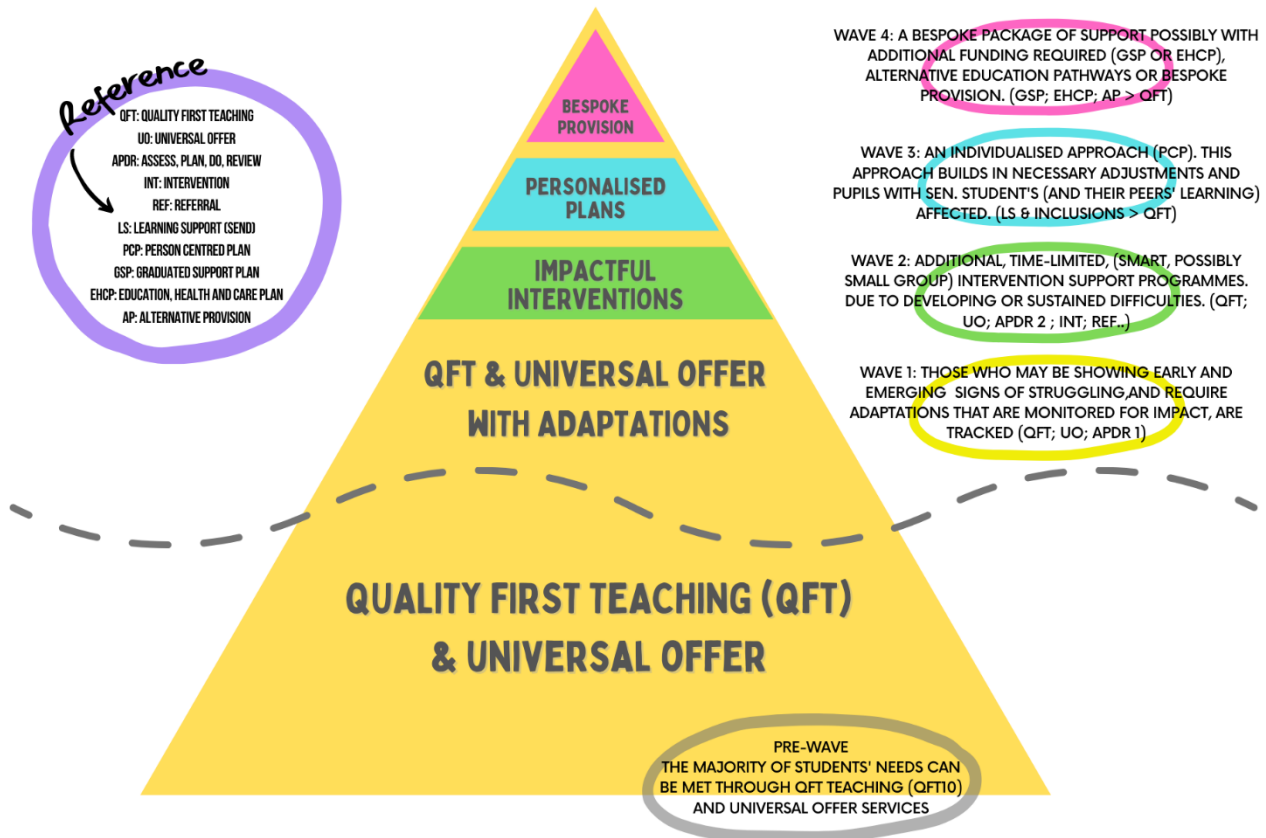 Reference
QFT: QUALITY FIRST TEACHING
UO: UNIVERSAL OFFER
APDR: ASSESS, PLAN, DO, REVIEW
INT: INTERVENTION
REF: REFERRAL
LS: LEARNING SUPPORT (SEND)
PCP: PERSON CENTRED PLAN
GSP: GRADUATED SUPPORT PLAN
EHCP: EDUCATION, HEALTH AND CARE PLAN
AP: ALTERNATIVE PROVISION
BESPOKE
PROVISION
PERSONALISED
PLANS
IMPACTFUL
INTERVENTIONS
QFT & UNIVERSAL OFFER
WITH ADAPTATIONS
QUALITY FIRST TEACHING (QFT)
& UNIVERSAL OFFER
WAVE 4: A BESPOKE PACKAGE OF SUPPORT POSSIBLY WITH
ADDITIONAL FUNDING REQUIRED (GSP OR EHCP),
ALTERNATIVE EDUCATION PATHWAYS OR BESPOKE
PROVISION. (GSP; EHCP; AP > QFT)
WAVE 3: AN INDIVIDUALISED APPROACH (PCP). THIS
APPROACH BUILDS IN NECESSARY ADJUSTMENTS AND
PUPILS WITH SEN. STUDENT'S (AND THEIR PEERS' LEARNING)
AFFECTED. (LS & INCLUSIONS > QFT)
WAVE 2: ADDITIONAL, TIME-LIMITED, (SMART, POSSIBLY
SMALL GROUP) INTERVENTION SUPPORT PROGRAMMES.
DUE TO DEVELOPING OR SUSTAINED DIFFICULTIES. (QFT;
UO; APDR 2 ; INT; REF..)
WAVE 1: THOSE WHO MAY BE SHOWING EARLY AND
EMERGING SIGNS OF STRUGGLING,AND REQUIRE
ADAPTATIONS THAT ARE MONITORED FOR IMPACT, ARE
TRACKED (QFT; UO; APDR 1)
PRE-WAVE
THE MAJORITY OF STUDENTS' NEEDS CAN
BE MET THROUGH QFT TEACHING (QFT10)
AND UNIVERSAL OFFER SERVICES